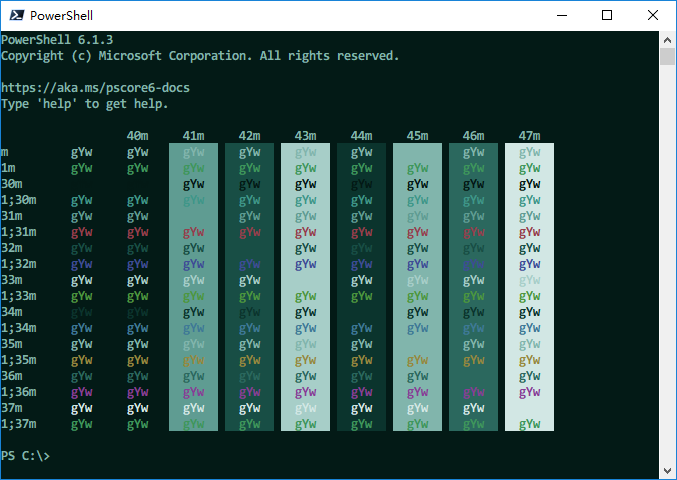 PowerShell
PowerShell 6.1.3
Copyright (c) Microsoft Corporation. All rights reserved.
https://aka.ms/pscore6-docs
Type 'help' to get help.
40m 41m 42m 43m 44m 45m 46m 47m
m gYw gYw gYw gYw gYw gYw gYw gYw
1m gYw gYw gYw gYw gYw gYw gYw gYw gYw
30m gYw gYw gYw gYw gYw gYw gYw
1;30m gYw gYw gYw gYw gYw gYw gYw gYw gYw
31m gYw gYw gYw gYw gYw gYw gYw gYw
1;31m gYw gYw gYw gYw gYw gYw gYw gYw gYw
32m gYw gYw gYw gYw gYw gYw gYw gYw
1;32m gYw gYw gYw gYw gYw gYw gYw gYw gYw
33m gYw gYw gYw gYw gYw gYw gYw gYw
1;33m gYw gYw gYw gYw gYw gYw gYw gYw gYw
34m gYw gYw gYw gYw gYw gYw gYw gYw
1;34m gYw gYw gYw gYw gYw gYw gYw gYw gYw
35m gYw gYw gYw gYw gYw gYw gYw gYw
1;35m gYw gYw gYw gYw gYw gYw gYw gYw gYw
36m gYw gYw gYw gYw gYw gYw gYw gYw
1;36m gYw gYw gYw gYw gYw gYw gYw gYw gYw
37m gYw gYw gYw gYw gYw gYw gYw gYw
1;37m gYw gYw gYw gYw gYw gYw gYw gYw gYw
PS C:\>